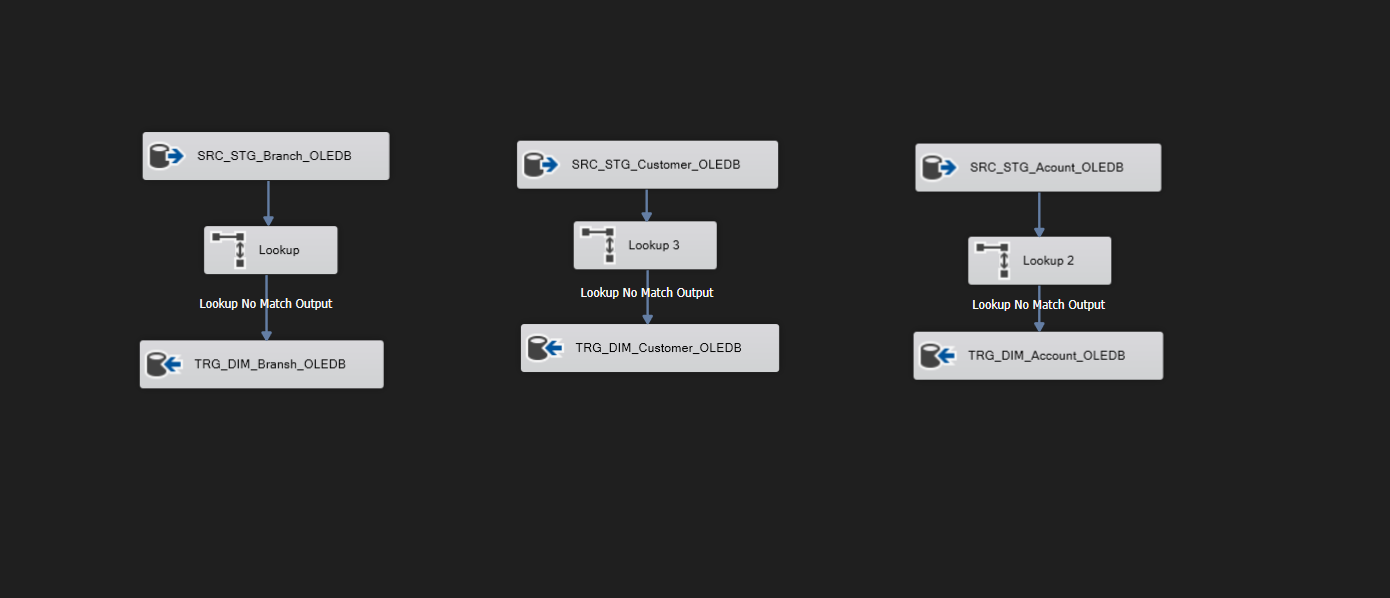 SRC_STG_Branch_OLEDB
Lookup
Lookup No Match Output
TRG_DIM_Bransh_OLEDB
SRC_STG_Customer_OLEDB
Lookup 3
Lookup No Match Output
TRG_DIM_Customer_OLEDB
SRC_STG_Acount_OLEDB
Lookup 2
Lookup No Match Output
TRG_DIM_Account_OLEDB